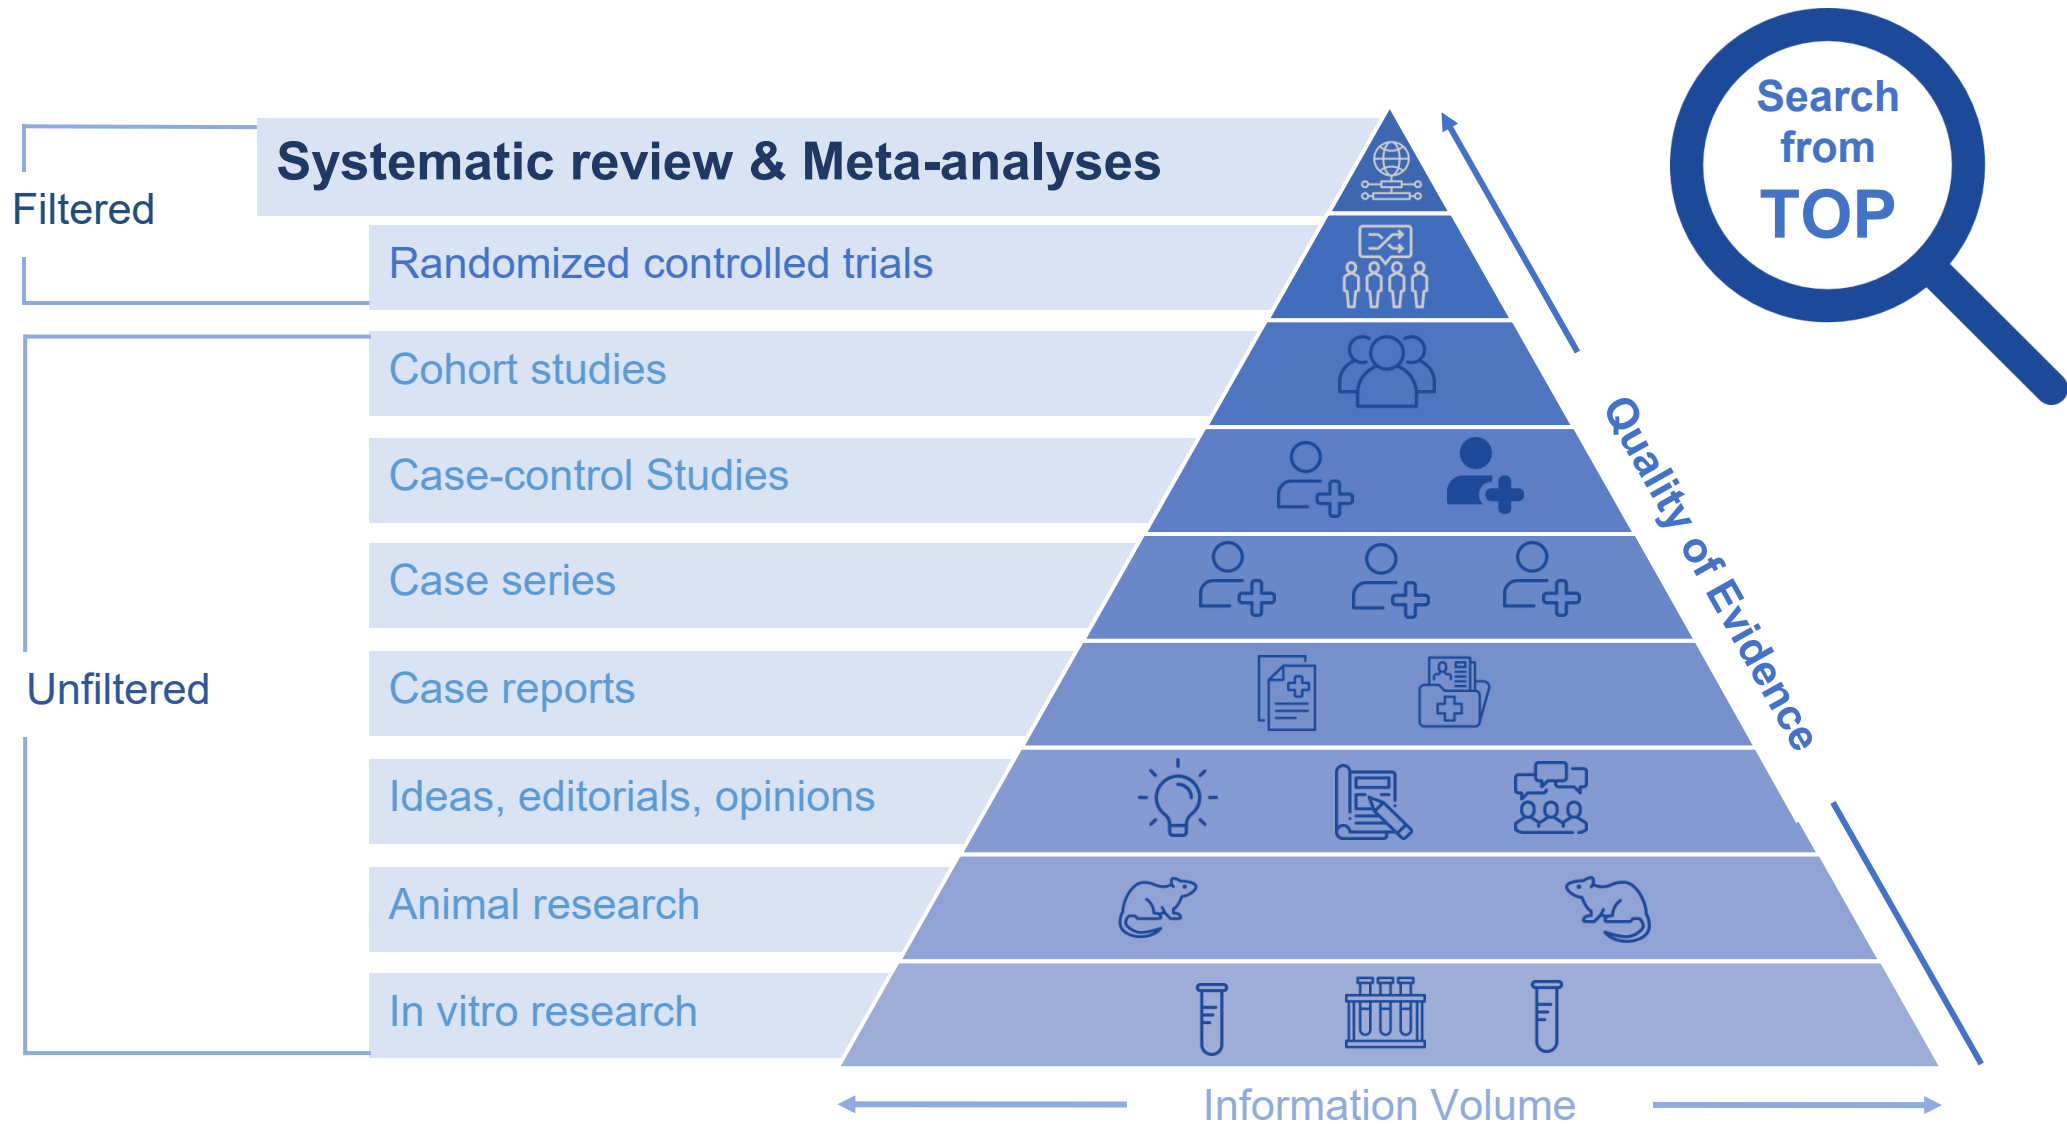 Search
from
TOP
Systematic review & Meta-analyses
Filtered
Randomized controlled trials
Cohort studies
Case-control Studies
Case series
Unfiltered
Case reports
Ideas, editorials, opinions
Animal research
In vitro research
Quality of Evidence
Information Volume